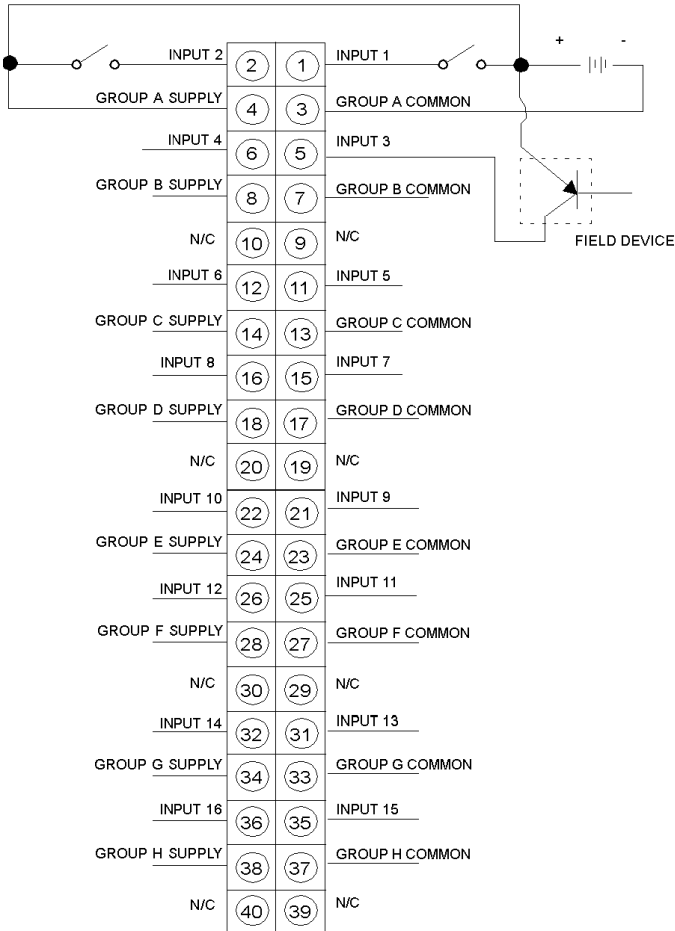 + -
INPUT 2 2 1 INPUT 1
GROUP A SUPPLY 4 3 GROUP A COMMON
INPUT 4 6 5 INPUT 3
GROUP B SUPPLY 8 7 GROUP B COMMON
N/C 10 9 N/C
FIELD DEVICE
INPUT 6 12 11 INPUT 5
GROUP C SUPPLY 14 13 GROUP C COMMON
INPUT 8 16 15 INPUT 7
GROUP D SUPPLY 18 17 GROUP D COMMON
N/C 20 19 N/C
INPUT 10 22 21 INPUT 9
GROUP E SUPPLY 24 23 GROUP E COMMON
INPUT 12 26 25 INPUT 11
GROUP F SUPPLY 28 27 GROUP F COMMON
N/C 30 29 N/C
INPUT 14 32 31 INPUT 13
GROUP G SUPPLY 34 33 GROUP G COMMON
INPUT 16 36 35 INPUT 15
GROUP H SUPPLY 38 37 GROUP H COMMON
N/C 40 39 N/C